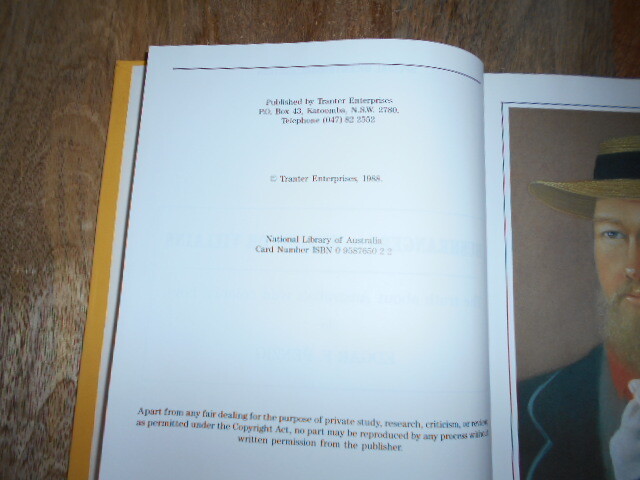 Published by Tranter Enterprises
P.O. Box 43, Katoomba, N.S.W. 2780.
Telephone (047) 82 2552
© Tranter Enterprises, 1988.
National Library of Australia
Card Number ISBN 0 9587650 2 2
Apart from any fair dealing for the purpose of private study, research, criticism, or review
as permitted under the Copyright Act, no part may be reproduced by any process without
written permission from the publisher.